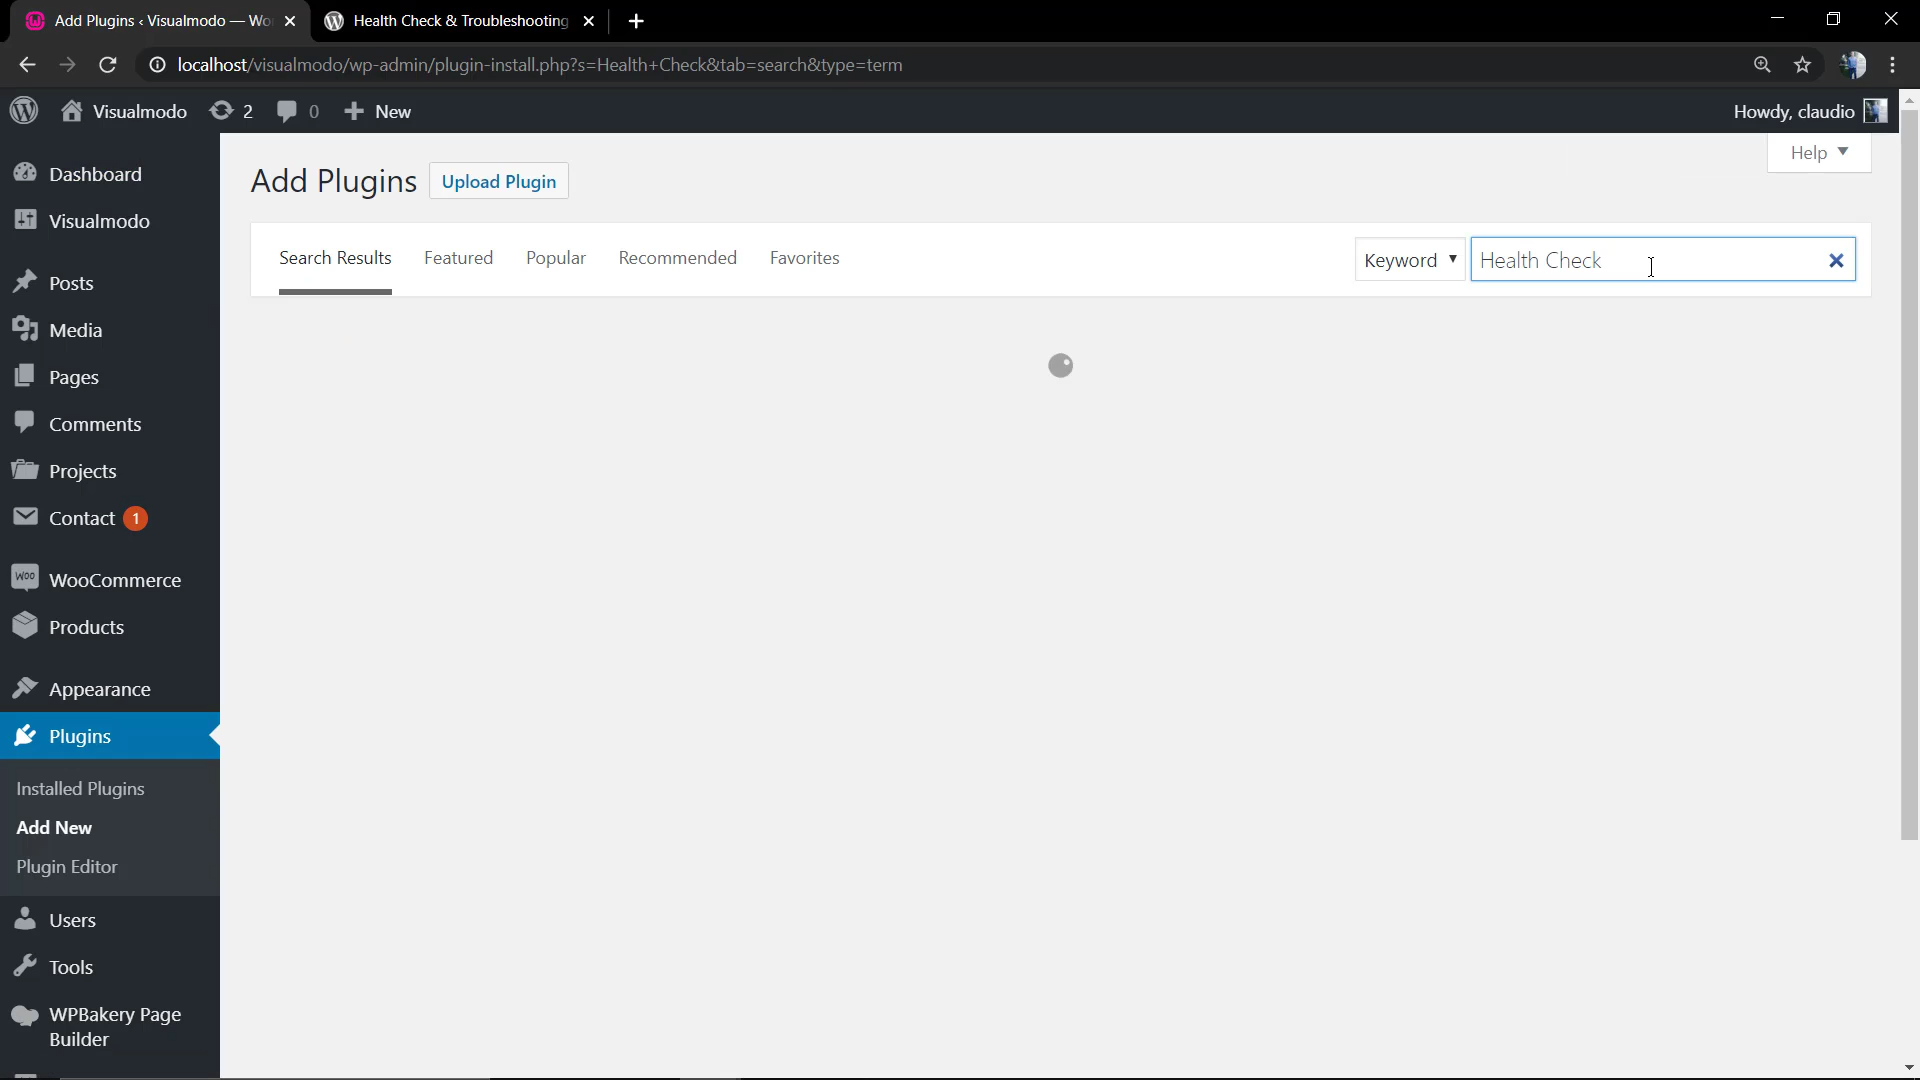 Add Plugins ‹ Visualmodo — Wo
Health Check & Troubleshooting
localhost/visualmodo/wp-admin/plugin-install.php?s=Health+Check&tab=search&type=term
Visualmodo 2 0 New Howdy, claudio
Help
Dashboard
Visualmodo
Posts
Media
Pages
Comments
Projects
Contact 1
WooCommerce
Products
Appearance
Plugins
Installed Plugins
Add New
Plugin Editor
Users
Tools
WPBakery Page
Builder
Add Plugins Upload Plugin
Search Results Featured Popular Recommended Favorites Keyword Health Check